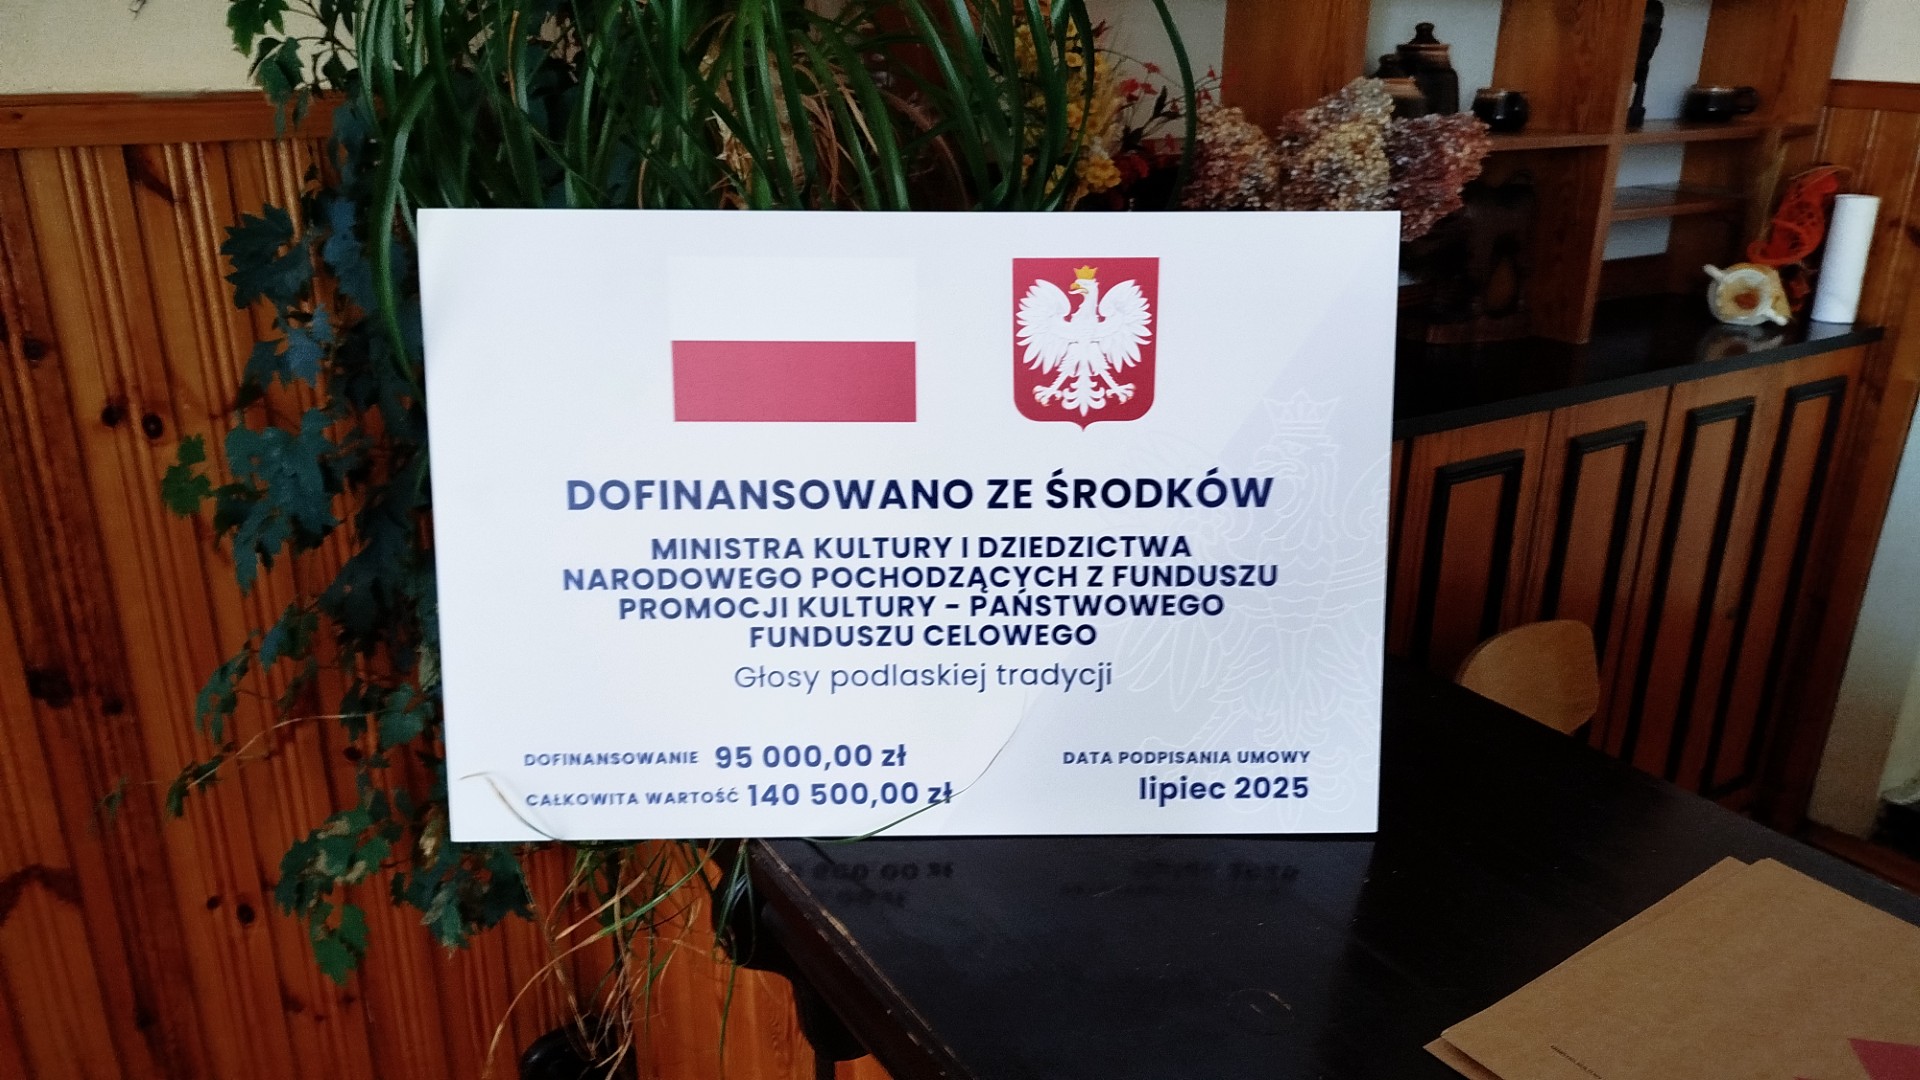 DOFINANSOWANO ZE ŚRODKÓW
MINISTRA KULTURY I DZIEDZICTWA
NARODOWEGO POCHODZĄCYCH Z FUNDUSZU
PROMOCJI KULTURY - PAŃSTWOWEGO
FUNDUSZU CELOWEGO
Głosy podlaskiej tradycji
DOFINANSOWANIE 95 000,00 zł
CAŁKOWITA WARTOŚĆ 140 500,00 zł
DATA PODPISANIA UMOWY
lipiec 2025